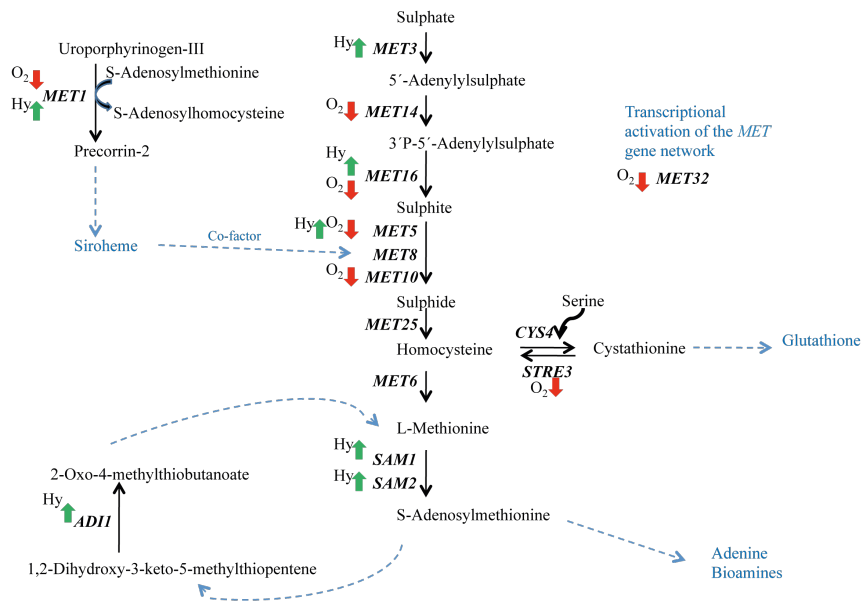 Sulphate
Hy MET3
5´-Adenylylsulphate
O2 MET14
3´P-5´-Adenylylsulphate
Hy
MET16
O2
Sulphite
Hy O2 MET5
MET8
O2 MET10
Sulphide
MET25
Homocysteine
MET6
L-Methionine
Hy
SAM1
Hy
SAM2
S-Adenosylmethionine
Uroporphyrinogen-III
O2
S-Adenosylmethionine
MET1
Hy
S-Adenosylhomocysteine
Precorrin-2
Siroheme
Co-factor
Transcriptional
activation of the MET
gene network
O2 MET32
Serine
CYS4
Cystathionine
STRE3
O2
Glutathione
2-Oxo-4-methylthiobutanoate
Hy
ADI1
1,2-Dihydroxy-3-keto-5-methylthiopentene
Adenine
Bioamines